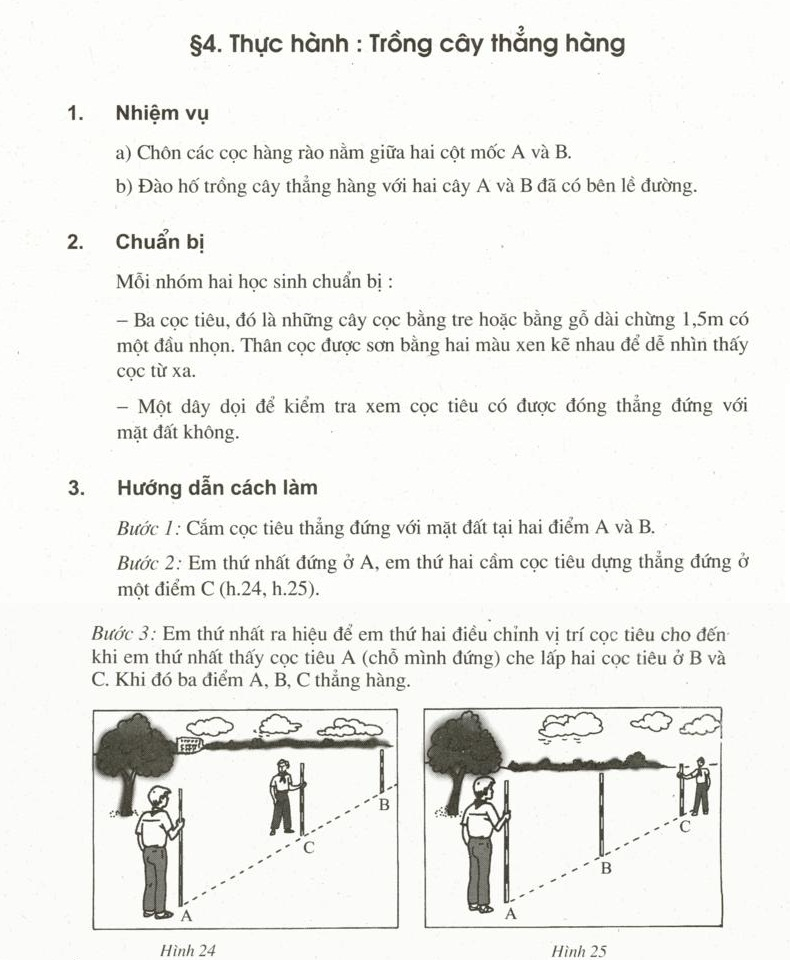 §4. Thực hành : Trồng cây thẳng hàng
1. Nhiệm vụ
a) Chôn các cọc hàng rào nằm giữa hai cột mốc A và B.
b) Đào hố trồng cây thẳng hàng với hai cây A và B đã có bên lề đường.
2. Chuẩn bị
Mỗi nhóm hai học sinh chuẩn bị :
– Ba cọc tiêu, đó là những cây cọc bằng tre hoặc bằng gỗ dài chừng 1,5m có
một đầu nhọn. Thân cọc được sơn bằng hai màu xen kẽ nhau để dễ nhìn thấy
cọc từ xa.
– Một dây dọi để kiểm tra xem cọc tiêu có được đóng thẳng đứng với
mặt đất không.
3. Hướng dẫn cách làm
Bước 1: Cắm cọc tiêu thẳng đứng với mặt đất tại hai điểm A và B.
Bước 2: Em thứ nhất đứng ở A, em thứ hai cầm cọc tiêu dựng thẳng đứng ở
một điểm C (h.24, h.25).
Bước 3: Em thứ nhất ra hiệu để em thứ hai điều chỉnh vị trí cọc tiêu cho đến
khi em thứ nhất thấy cọc tiêu A (chỗ mình đứng) che lấp hai cọc tiêu ở B và
C. Khi đó ba điểm A, B, C thẳng hàng.
B
C
A
Hình 24
C
B
A
Hình 25